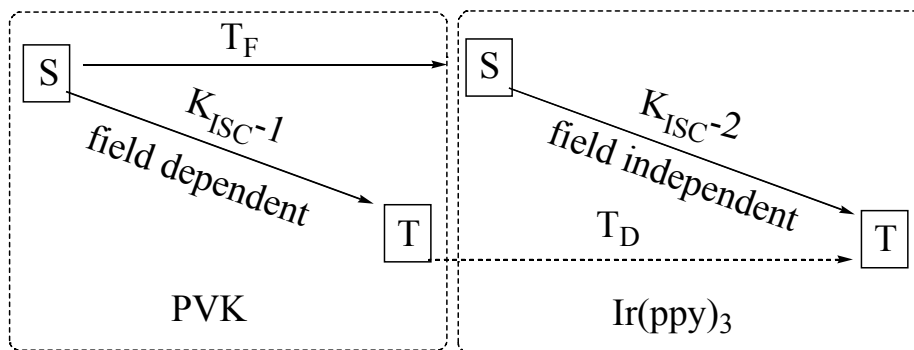 T_F
S
S
K_ISC-1
K_ISC-2
field dependent
field independent
T
T_D
T
PVK
Ir(ppy)_3